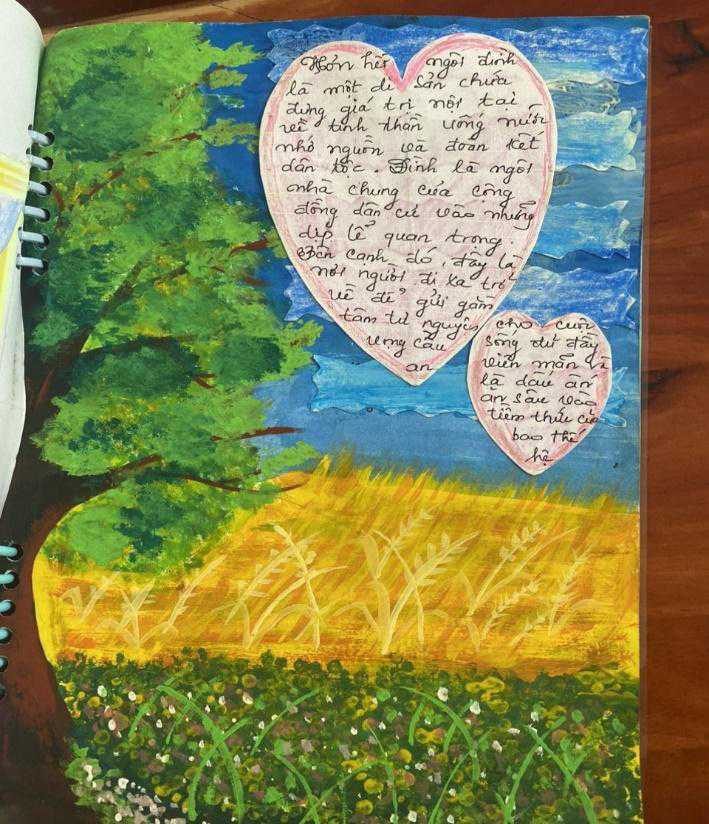 Hơn hết ngôi đình
là một di sản chứa
đựng giá trị nội tại
về tinh thần uống nước
nhớ nguồn và đoàn kết
dân tộc. Đình là ngôi
nhà chung của cộng
đồng dân cư vào những
dịp lễ quan trọng.
Bên cạnh đó, đây là
nơi người đi xa trở
về để gửi gắm
tâm tư nguyện
vọng cầu
an
cho cuộc
sống đủ đầy
viên mãn và
là dấu ấn
ăn sâu vào
tiềm thức của
bao thế
hệ